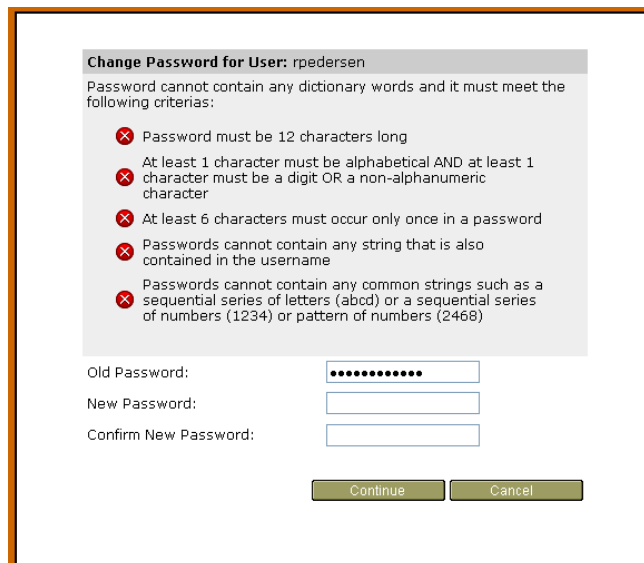 Change Password for User: rpedersen
Password cannot contain any dictionary words and it must meet the
following criterias:
Password must be 12 characters long
At least 1 character must be alphabetical AND at least 1
character must be a digit OR a non-alphanumeric
character
At least 6 characters must occur only once in a password
Passwords cannot contain any string that is also
contained in the username
Passwords cannot contain any common strings such as a
sequential series of letters (abcd) or a sequential series
of numbers (1234) or pattern of numbers (2468)
Old Password: ••••••••••••
New Password:
Confirm New Password:
Continue Cancel